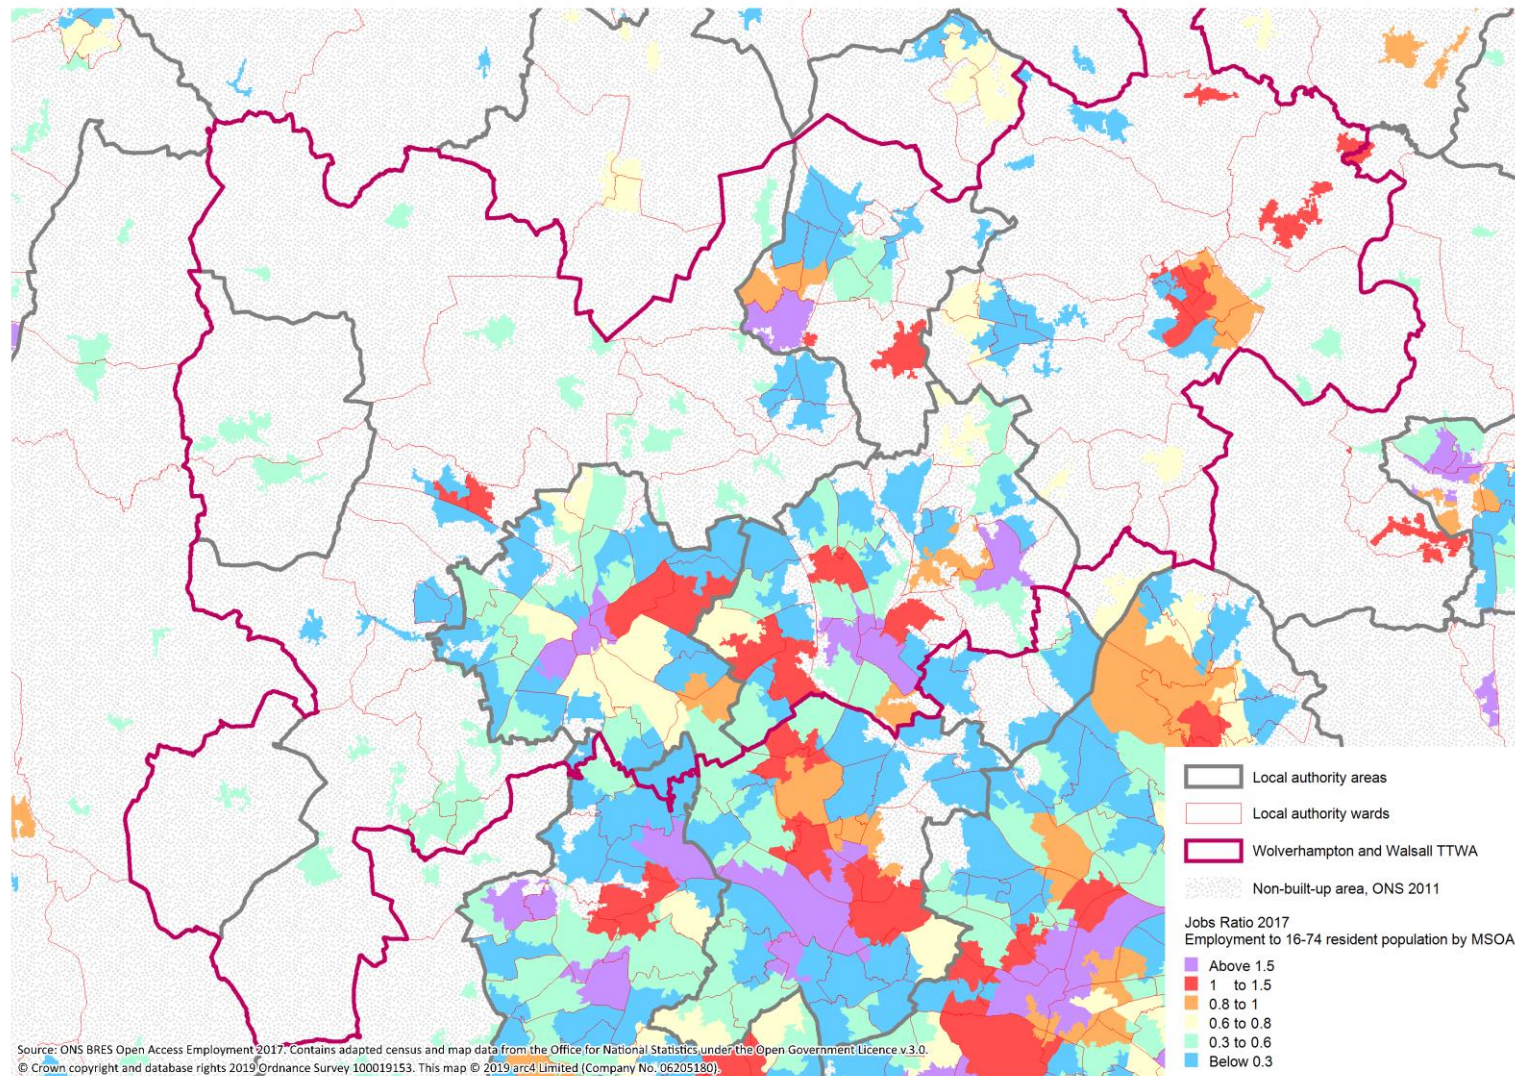 Local authority areas
Local authority wards
Wolverhampton and Walsall TTWA
Non-built-up area, ONS 2011
Jobs Ratio 2017
Employment to 16-74 resident population by MSOA
Above 1.5
1 to 1.5
0.8 to 1
0.6 to 0.8
0.3 to 0.6
Below 0.3
Source: ONS BRES Open Access Employment 2017. Contains adapted census and map data from the Office for National Statistics under the Open Government Licence v.3.0.
© Crown copyright and database rights 2019 Ordnance Survey 100019153. This map © 2019 arc4 Limited (Company No. 06205180).